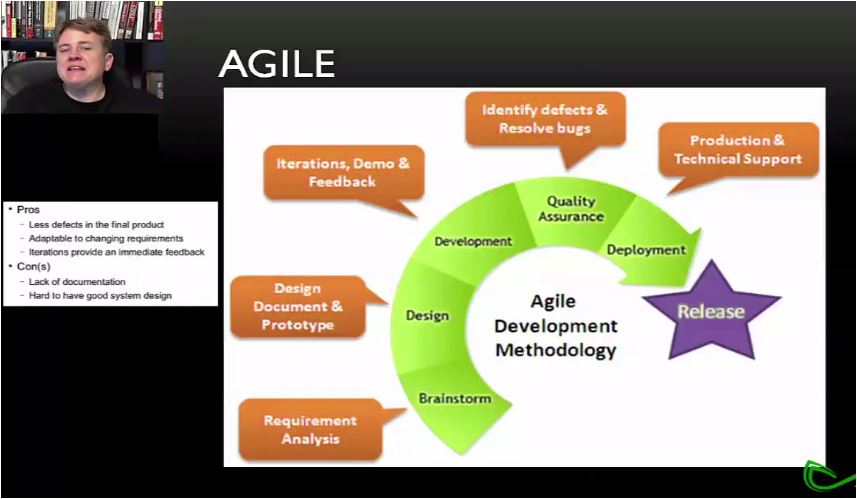 AGILE
Identify defects &
Resolve bugs
Production &
Technical Support
Iterations, Demo &
Feedback
Quality
Assurance
Development
Deployment
• Pros
– Less defects in the final product
– Adaptable to changing requirements
– Iterations provide an immediate feedback
• Con(s)
– Lack of documentation
– Hard to have good system design
Design
Document &
Prototype
Design
Agile
Development
Methodology
Release
Brainstorm
Requirement
Analysis